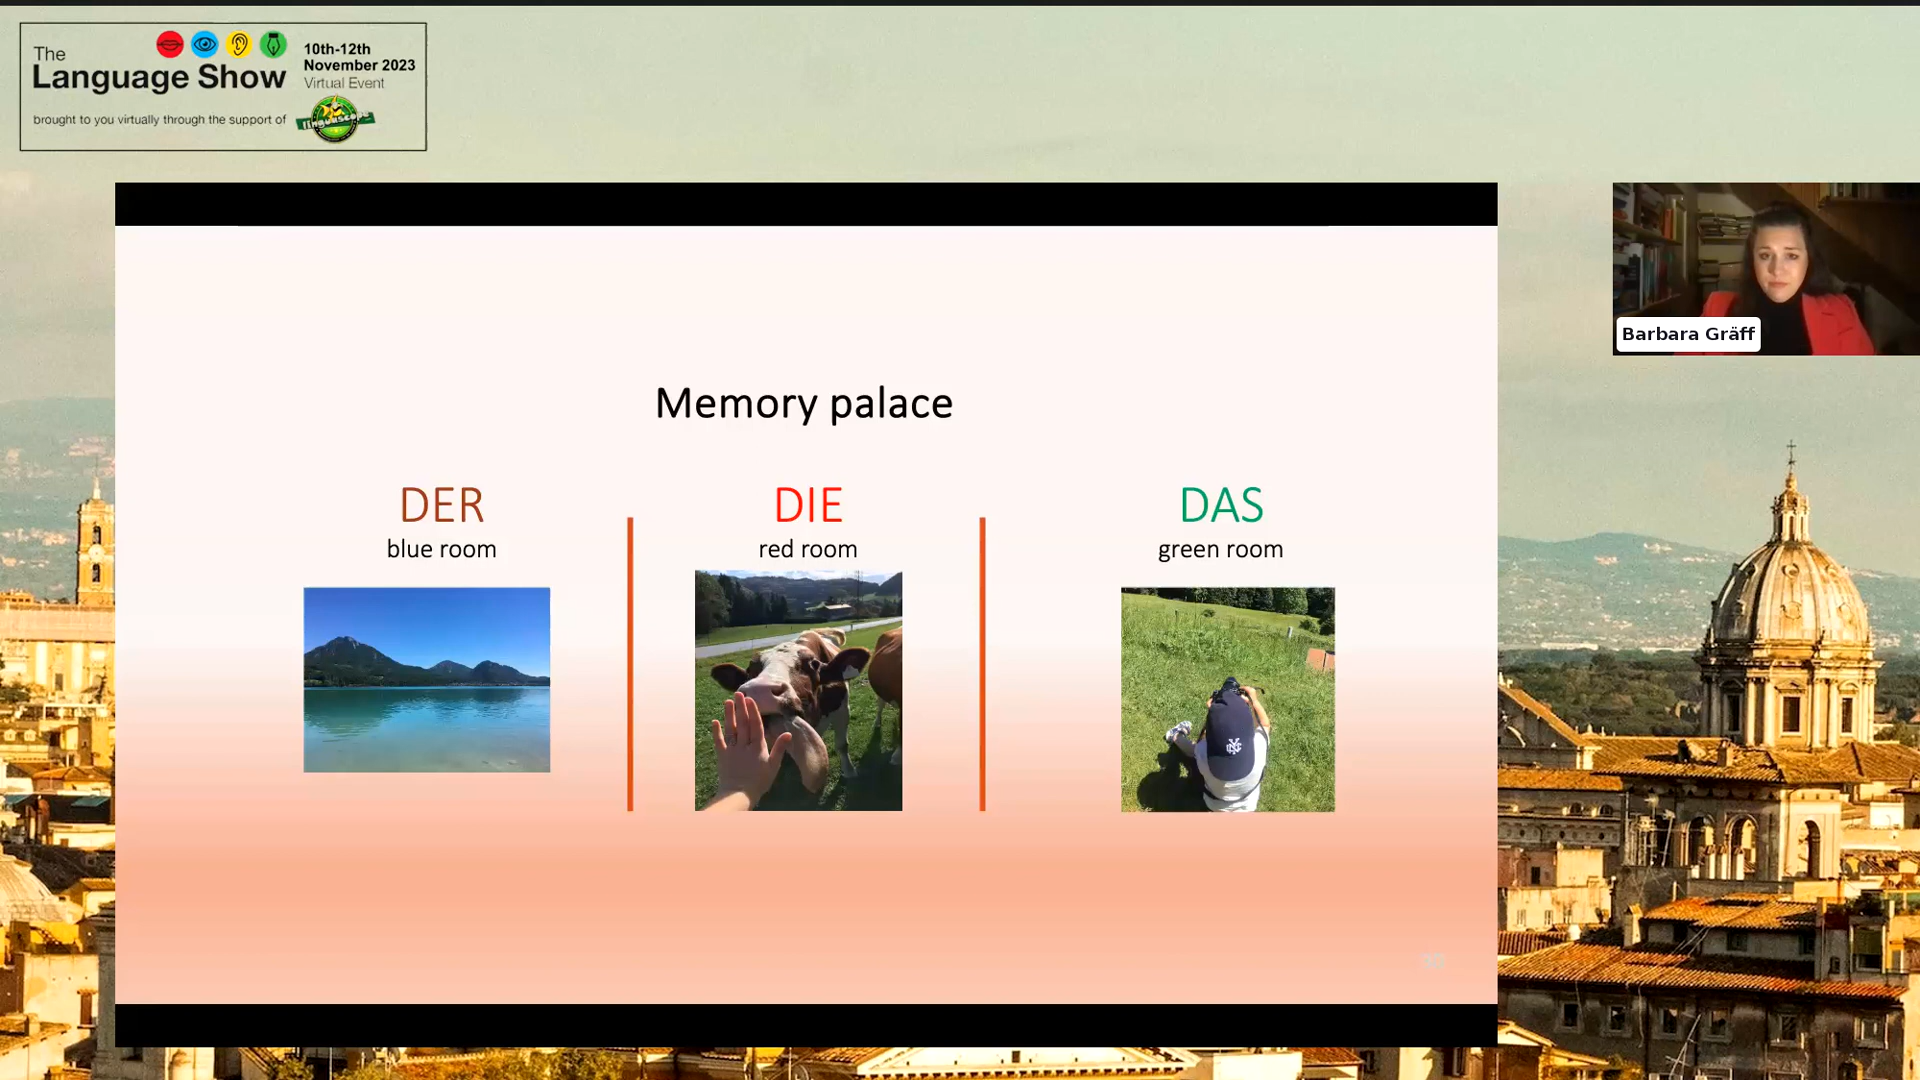 The
Language Show
10th-12th
November 2023
Virtual Event
brought to you virtually through the support of
linguascope
Barbara Gräff
Memory palace
DER
blue room
DIE
red room
DAS
green room